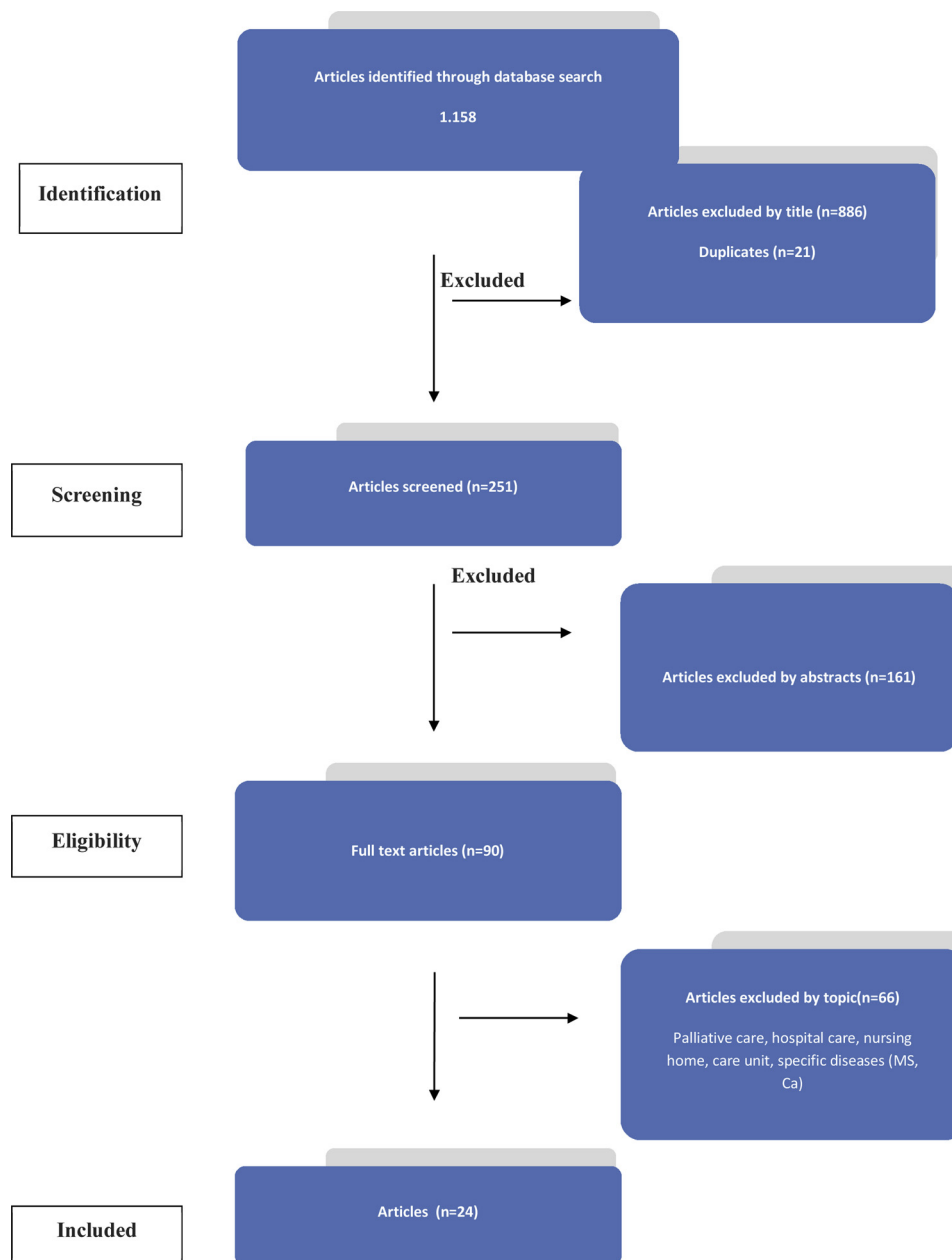 Articles identified through database search
1.158
Identification
Articles excluded by title (n=886)
Duplicates (n=21)
Excluded
Screening
Articles screened (n=251)
Excluded
Articles excluded by abstracts (n=161)
Eligibility
Full text articles (n=90)
Articles excluded by topic(n=66)
Palliative care, hospital care, nursing
home, care unit, specific diseases (MS,
Ca)
Included
Articles (n=24)